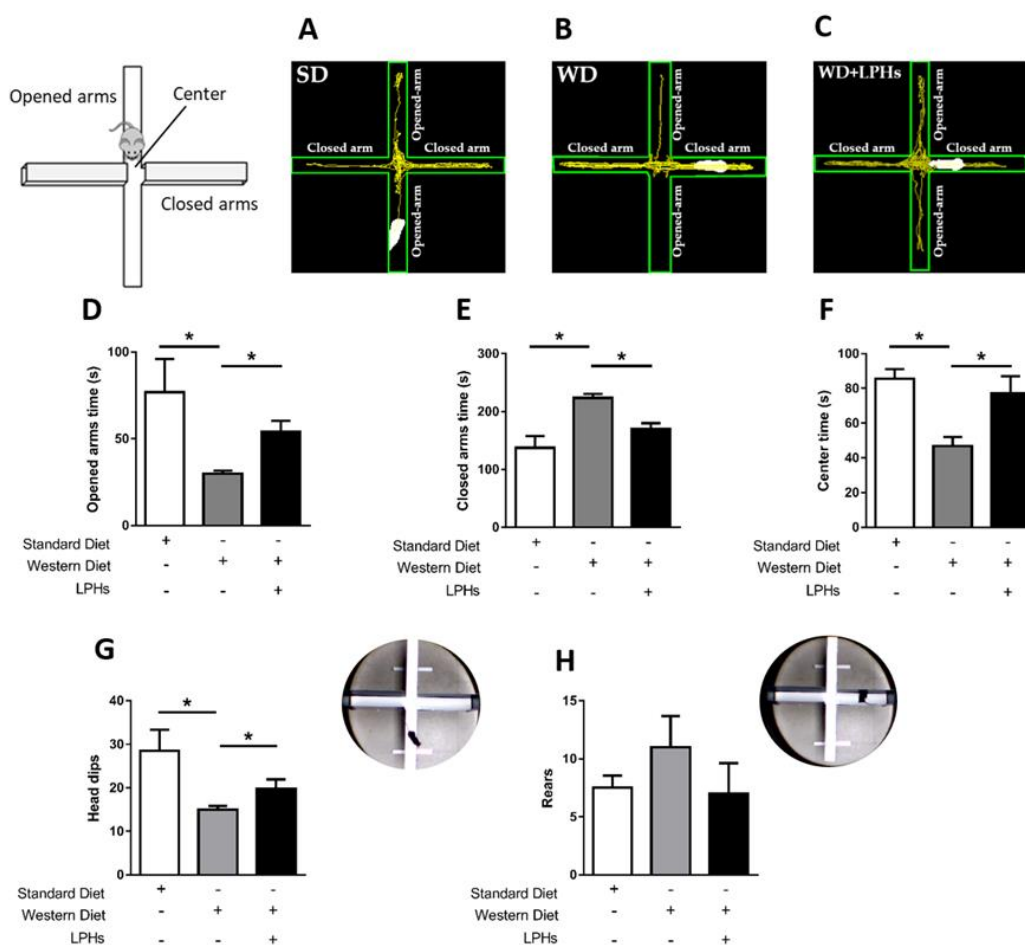 A
B
C
Opened arms
Center
Closed arms
SD
Opened-arm
Closed arm
Closed arm
Opened-arm
WD
Opened-arm
Closed arm
Closed arm
Opened-arm
WD+LPHs
Opened-arm
Closed arm
Closed arm
Opened-arm
D
Opened arms time (s)
100
50
0
*
*
Standard Diet + - -
Western Diet - + +
LPHs - - +
E
Closed arms time (s)
300
200
100
0
*
*
Standard Diet + - -
Western Diet - + +
LPHs - - +
F
Center time (s)
100
80
60
40
20
0
*
*
Standard Diet + - -
Western Diet - + +
LPHs - - +
G
Head dips
40
30
20
10
0
*
*
Standard Diet + - -
Western Diet - + +
LPHs - - +
H
Rears
15
10
5
0
Standard Diet + - -
Western Diet - + +
LPHs - - +